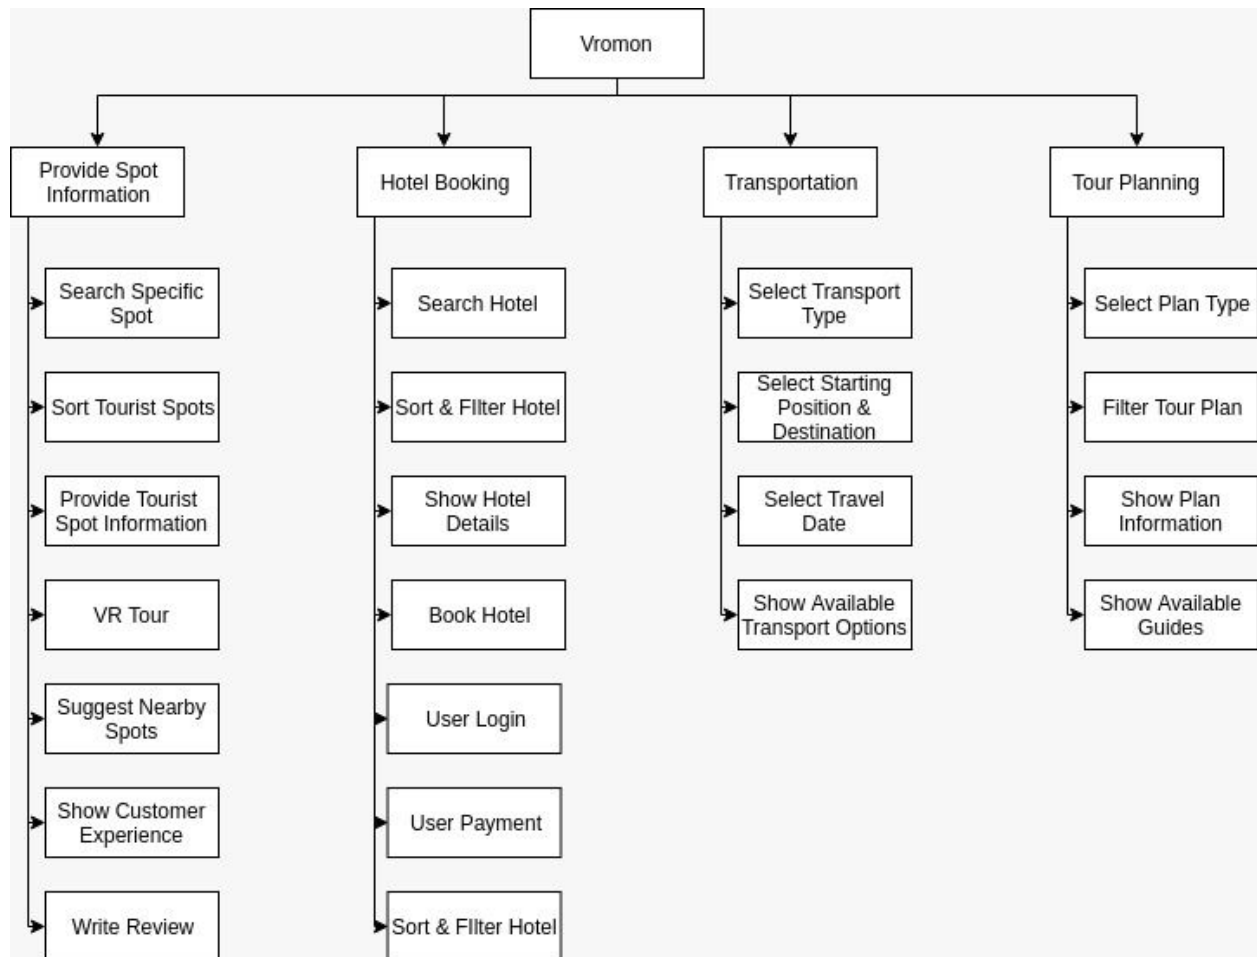 Vromon
Provide Spot
Information
Hotel Booking
Transportation
Tour Planning
Search Specific
Spot
Search Hotel
Select Transport
Type
Select Plan Type
Sort Tourist Spots
Sort & FIlter Hotel
Select Starting
Position &
Destination
Filter Tour Plan
Provide Tourist
Spot Information
Show Hotel
Details
Select Travel
Date
Show Plan
Information
VR Tour
Book Hotel
Show Available
Transport Options
Show Available
Guides
Suggest Nearby
Spots
User Login
Show Customer
Experience
User Payment
Write Review
Sort & FIlter Hotel